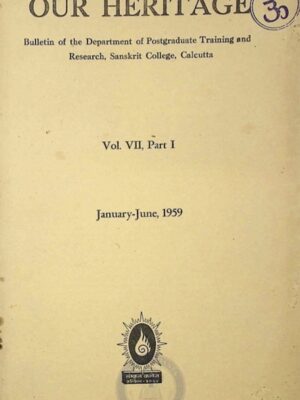 OUR HERITAGE
Bulletin of the Department of Postgraduate Training and
Research, Sanskrit College, Calcutta
Vol. VII, Part I
January-June, 1959
संस्कृत कालेज